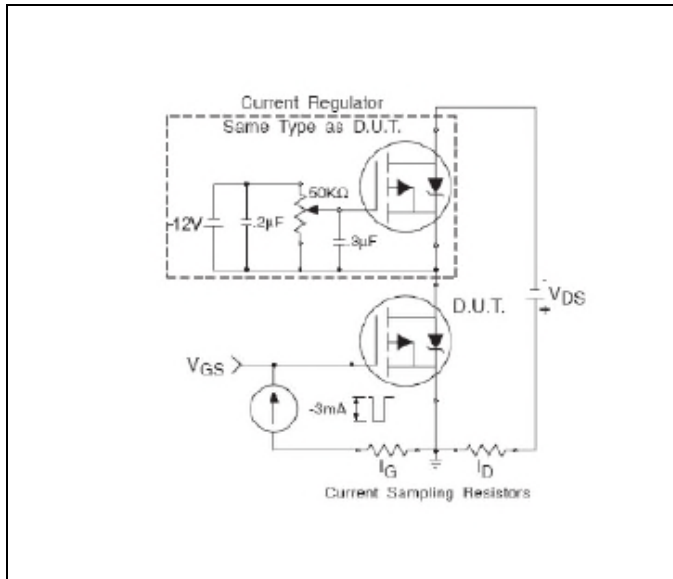 Current Regulator
Same Type as D.U.T.
50KΩ
-12V
.2μF
.3μF
D.U.T.
-
VDS
+
VGS
-3mA
IG
ID
Current Sampling Resistors